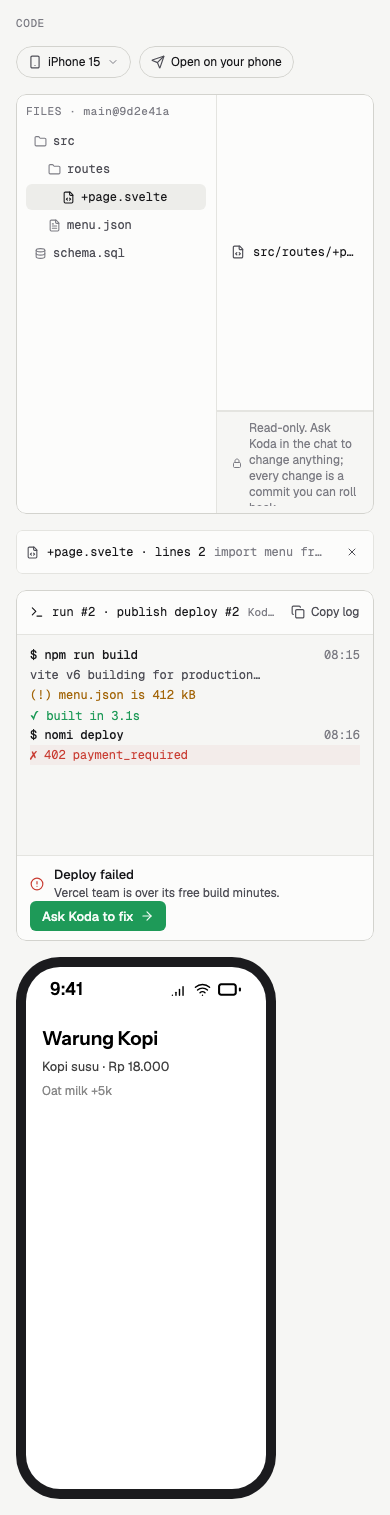 CODE
iPhone 15
Open on your phone
FILES · main@9d2e41a
src
routes
+page.svelte
menu.json
schema.sql
src/routes/+p…
Read-only. Ask
Koda in the chat to
change anything;
every change is a
commit you can roll
+page.svelte · lines 2 import menu fr…
run #2 · publish deploy #2 Kod… Copy log
$ npm run build 08:15
vite v6 building for production…
(!) menu.json is 412 kB
✓ built in 3.1s
$ nomi deploy 08:16
✗ 402 payment_required
Deploy failed
Vercel team is over its free build minutes.
Ask Koda to fix →
9:41
Warung Kopi
Kopi susu · Rp 18.000
Oat milk +5k